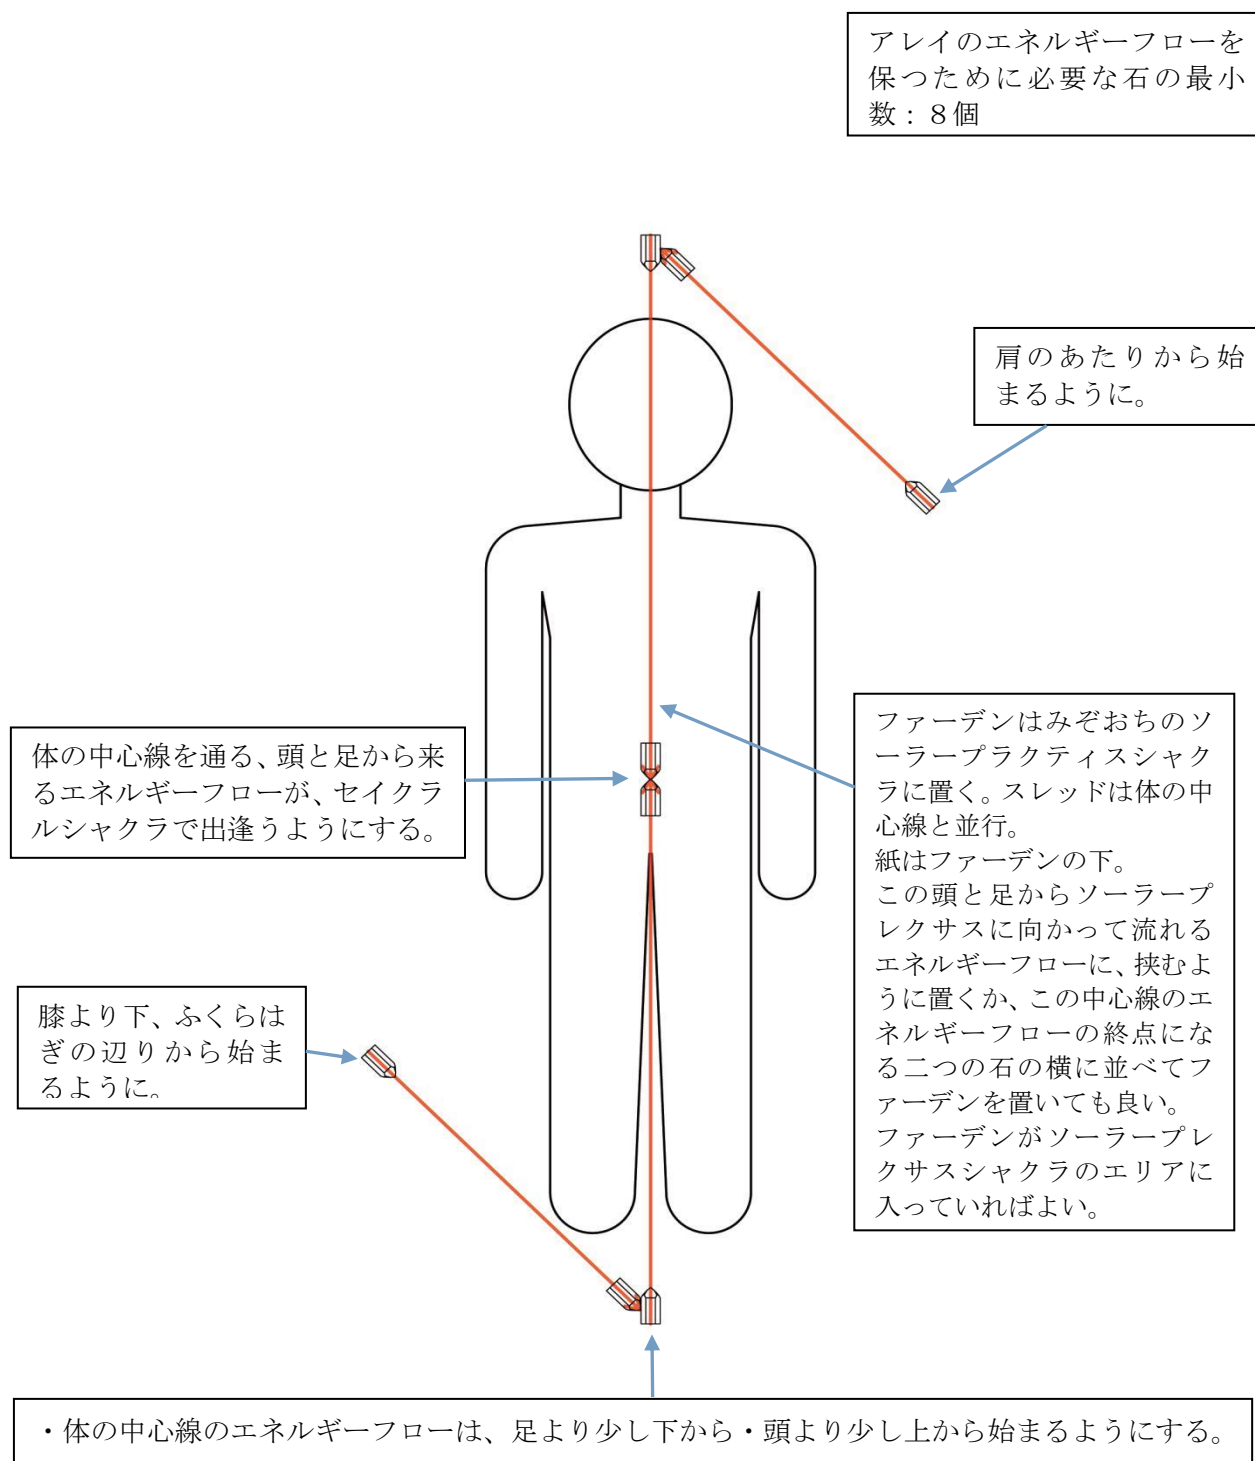 アレイのエネルギーフローを
保つために必要な石の最小
数：８個
肩のあたりから始
まるように。
体の中心線を通る、頭と足から来
るエネルギーフローが、セイクラ
ルシャクラで出逢うようにする。
ファーデンはみぞおちのソ
ーラープラクティスシャク
ラに置く。スレッドは体の中
心線と並行。
紙はファーデンの下。
この頭と足からソーラープ
レクサスに向かって流れる
エネルギーフローに、挟むよ
うに置くか、この中心線のエ
ネルギーフローの終点にな
る二つの石の横に並べてフ
ァーデンを置いても良い。
ファーデンがソーラープレ
クサスシャクラのエリアに
入っていればよい。
膝より下、ふくらは
ぎの辺りから始ま
るように。
・体の中心線のエネルギーフローは、足より少し下から・頭より少し上から始まるようにする。